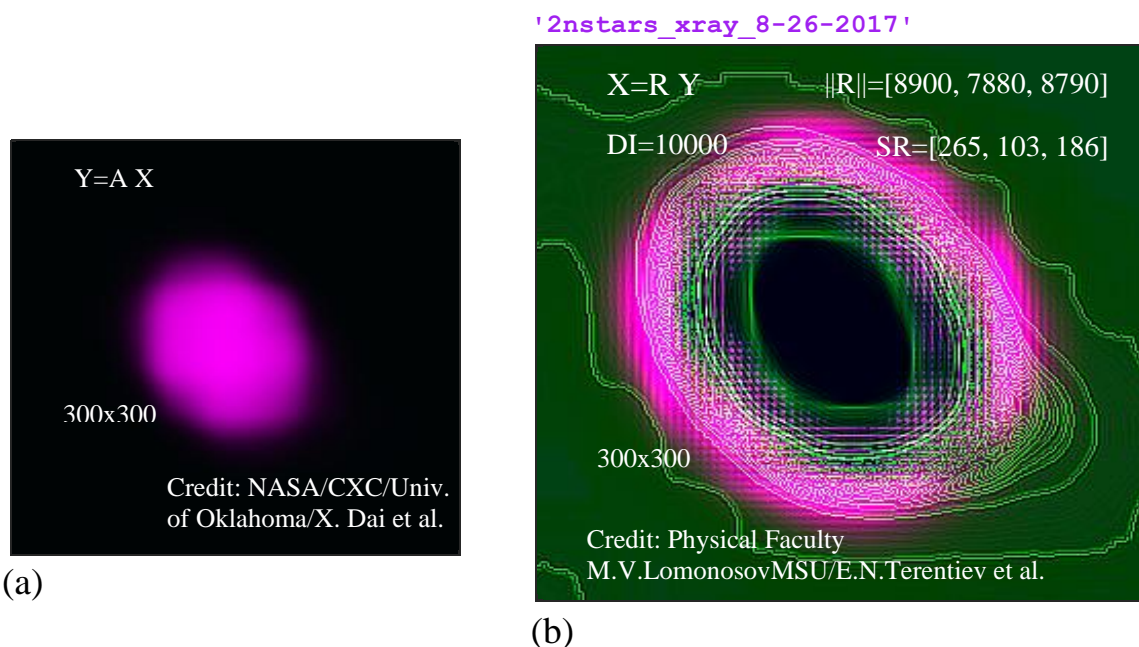 '2nstars_xray_8-26-2017'
Y=A X
300x300
Credit: NASA/CXC/Univ.
of Oklahoma/X. Dai et al.
(a)
X=R Y
||R||=[8900, 7880, 8790]
DI=10000
SR=[265, 103, 186]
300x300
Credit: Physical Faculty
M.V.LomonosovMSU/E.N.Terentiev et al.
(b)